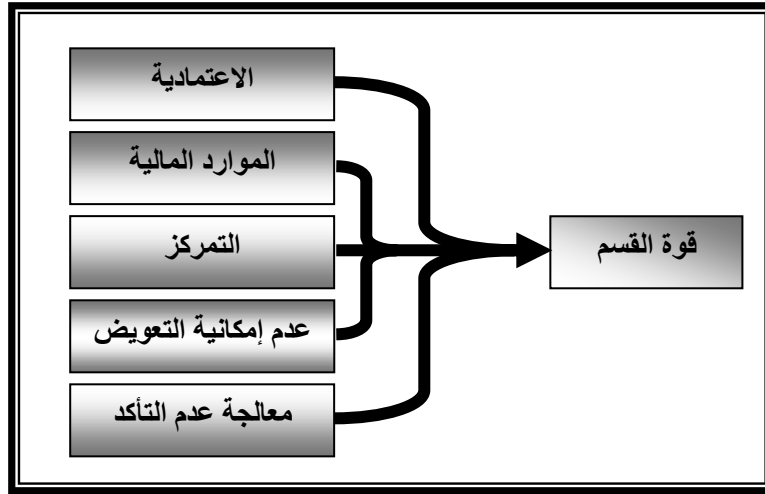 الاعتمادية
الموارد المالية
التمركز
عدم إمكانية التعويض
معالجة عدم التأكد
قوة القسم